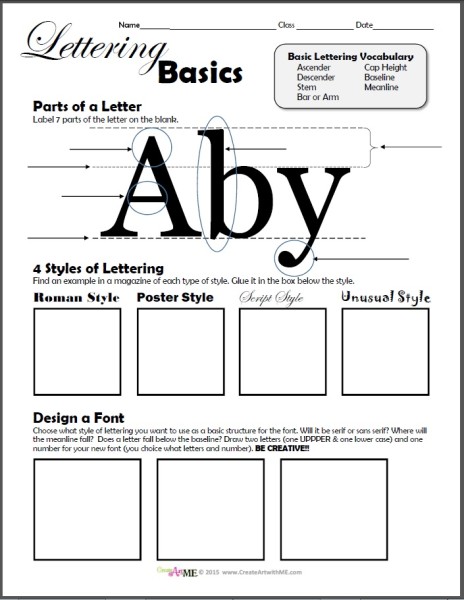 Name Class Date
Lettering
Basics
Basic Lettering Vocabulary
Ascender Cap Height
Descender Baseline
Stem Meanline
Bar or Arm
Parts of a Letter
Label 7 parts of the letter on the blank.
Aby
4 Styles of Lettering
Find an example in a magazine of each type of style. Glue it in the box below the style.
Roman Style Poster Style Script Style Unusual Style
Design a Font
Choose what style of lettering you want to use as a basic structure for the font. Will it be serif or sans serif? Where will
the meanline fall? Does a letter fall below the baseline? Draw two letters (one UPPPER & one lower case) and one
number for your new font (you choice what letters and number). BE CREATIVE!!
Create Art with ME © 2015 www.CreateArtwithME.com